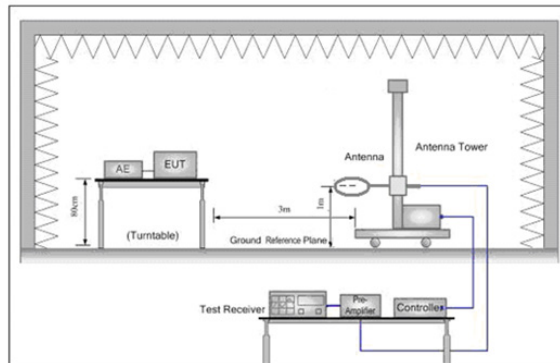 AE
EUT
80cm
(Turntable)
3m
1m
Ground Reference Plane
Antenna
Antenna Tower
Test Receiver
Pre-
Amplifier
Controller